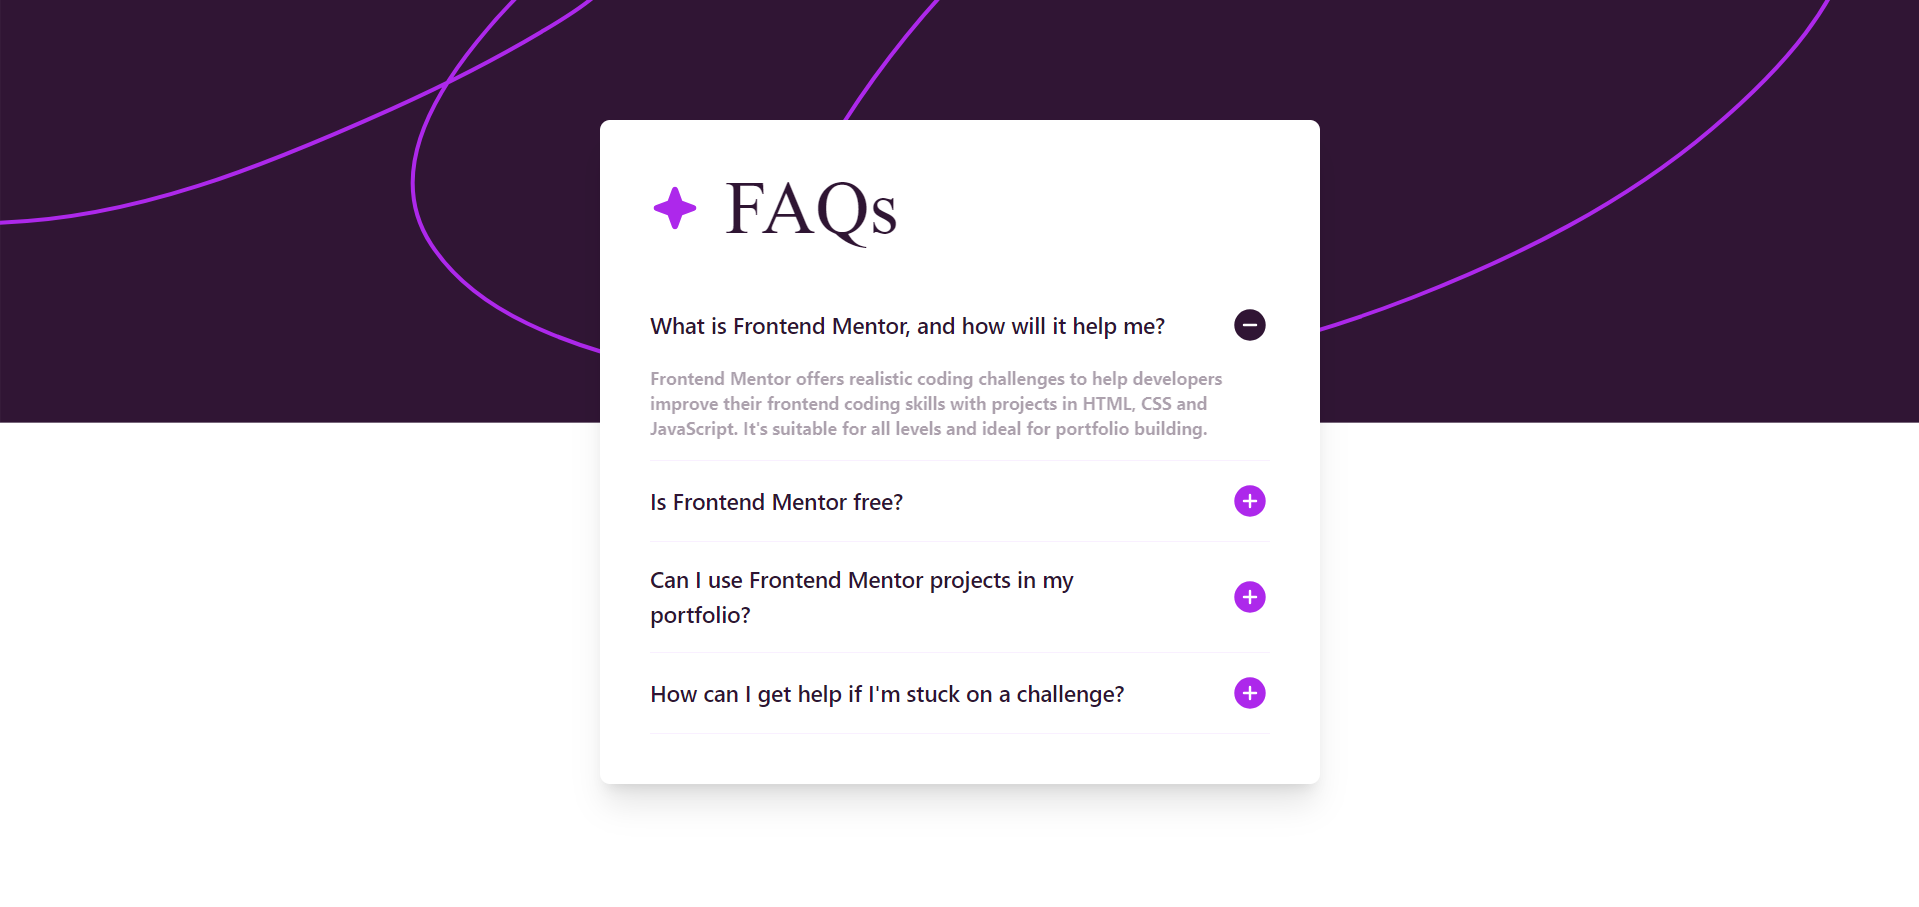 FAQs
What is Frontend Mentor, and how will it help me?
Frontend Mentor offers realistic coding challenges to help developers
improve their frontend coding skills with projects in HTML, CSS and
JavaScript. It's suitable for all levels and ideal for portfolio building.
Is Frontend Mentor free?
Can I use Frontend Mentor projects in my
portfolio?
How can I get help if I'm stuck on a challenge?